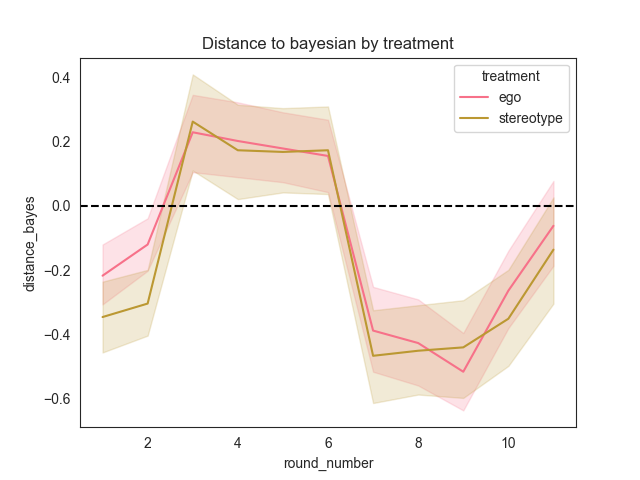 Distance to bayesian by treatment
treatment
ego
stereotype
distance_bayes
0.4
0.2
0.0
−0.2
−0.4
−0.6
2
4
6
8
10
round_number